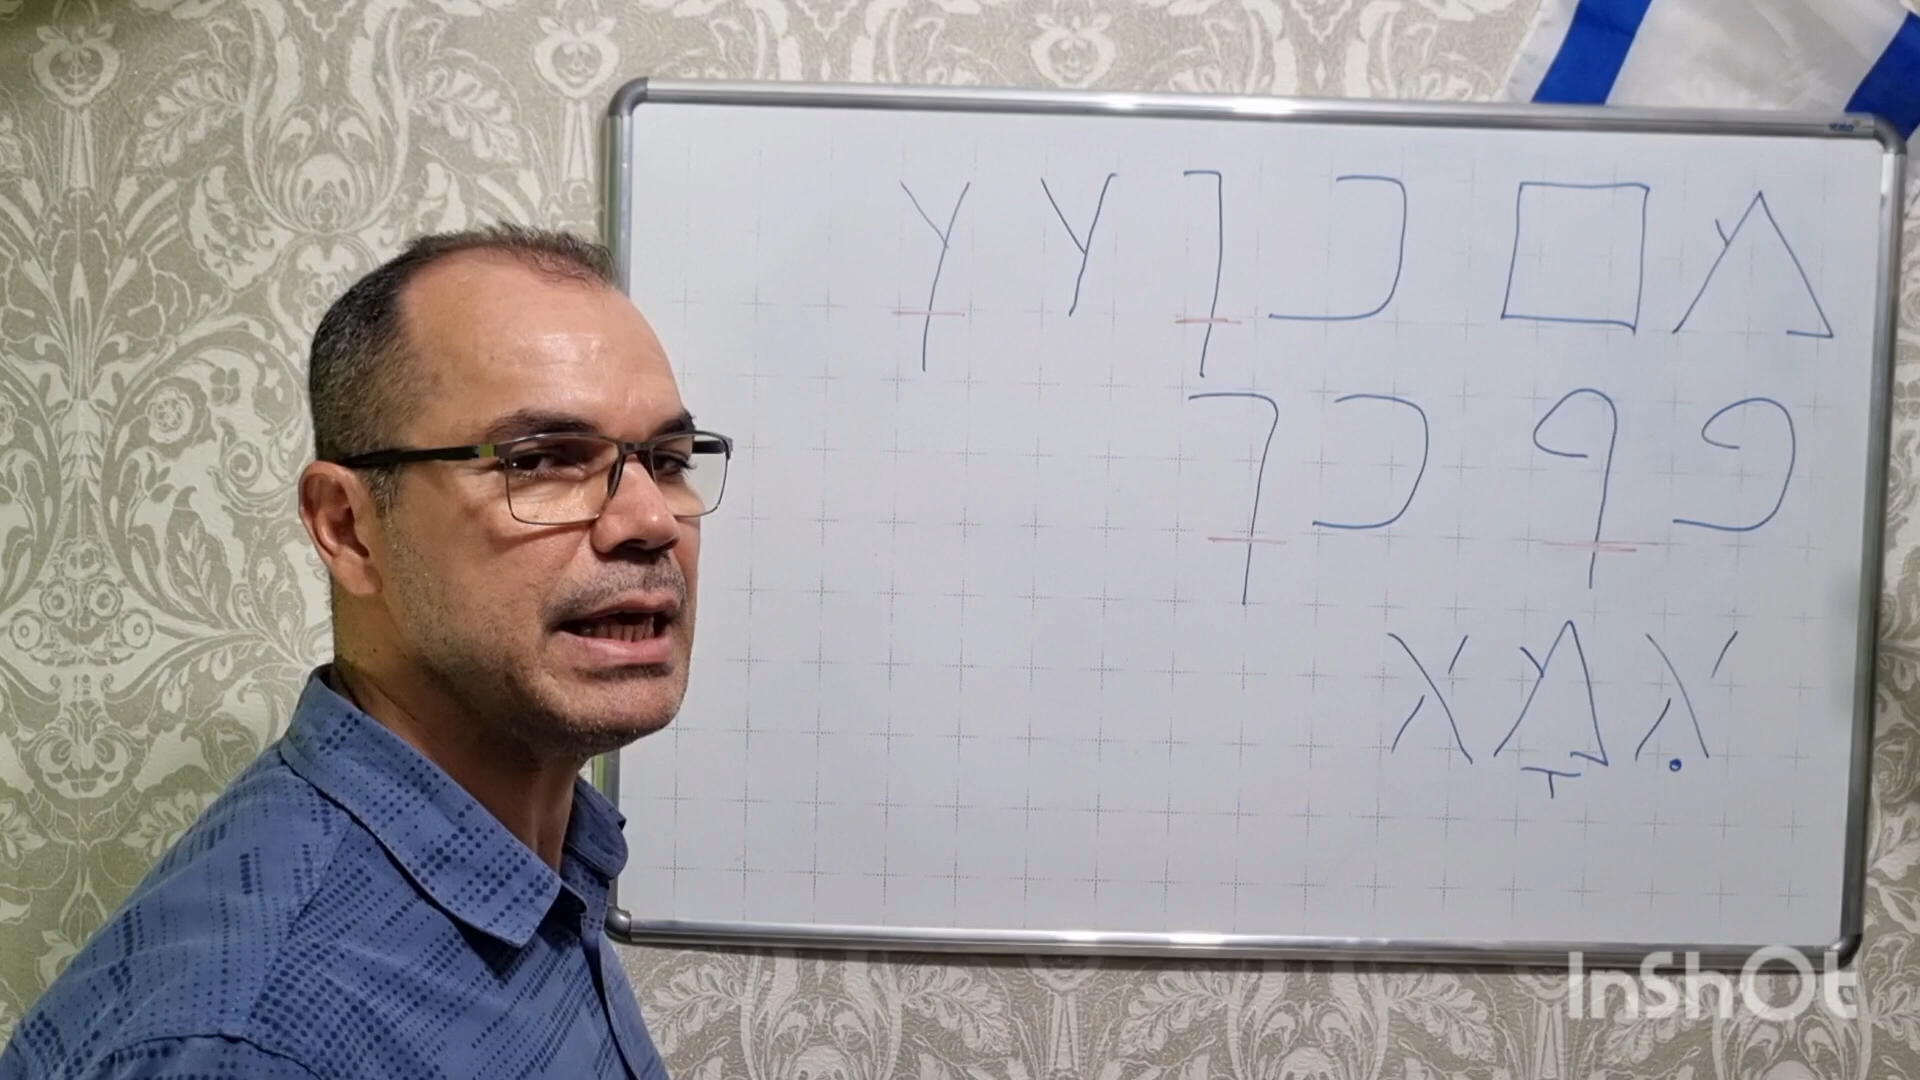 מ ם נ ן צ ץ
פ ף כ ך
אִמָא
InShOt